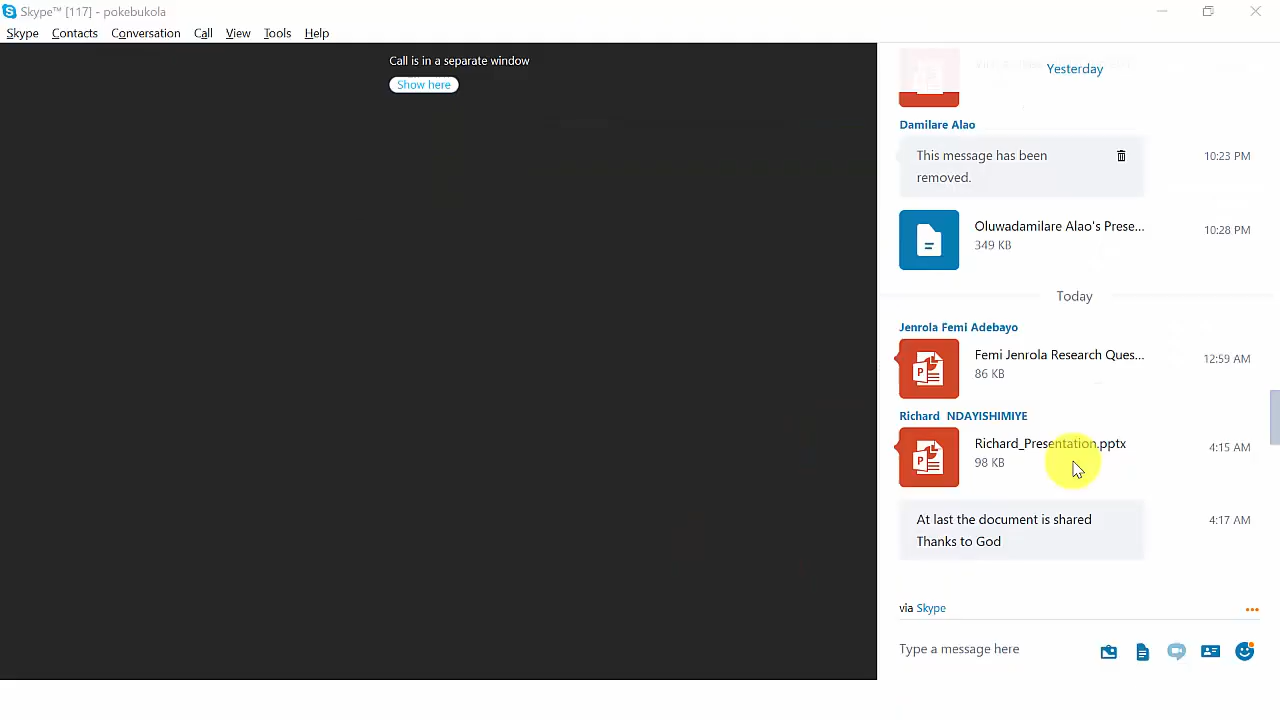 Skype™ [117] - pokebukola
Skype Contacts Conversation Call View Tools Help
Call is in a separate window
Show here
Yesterday
Damilare Alao
This message has been
removed.
10:23 PM
Oluwadamilare Alao's Prese...
349 KB
10:28 PM
Today
Jenrola Femi Adebayo
Femi Jenrola Research Ques...
86 KB
12:59 AM
Richard NDAYISHIMIYE
Richard_Presentation.pptx
98 KB
4:15 AM
At last the document is shared
Thanks to God
4:17 AM
via Skype
Type a message here